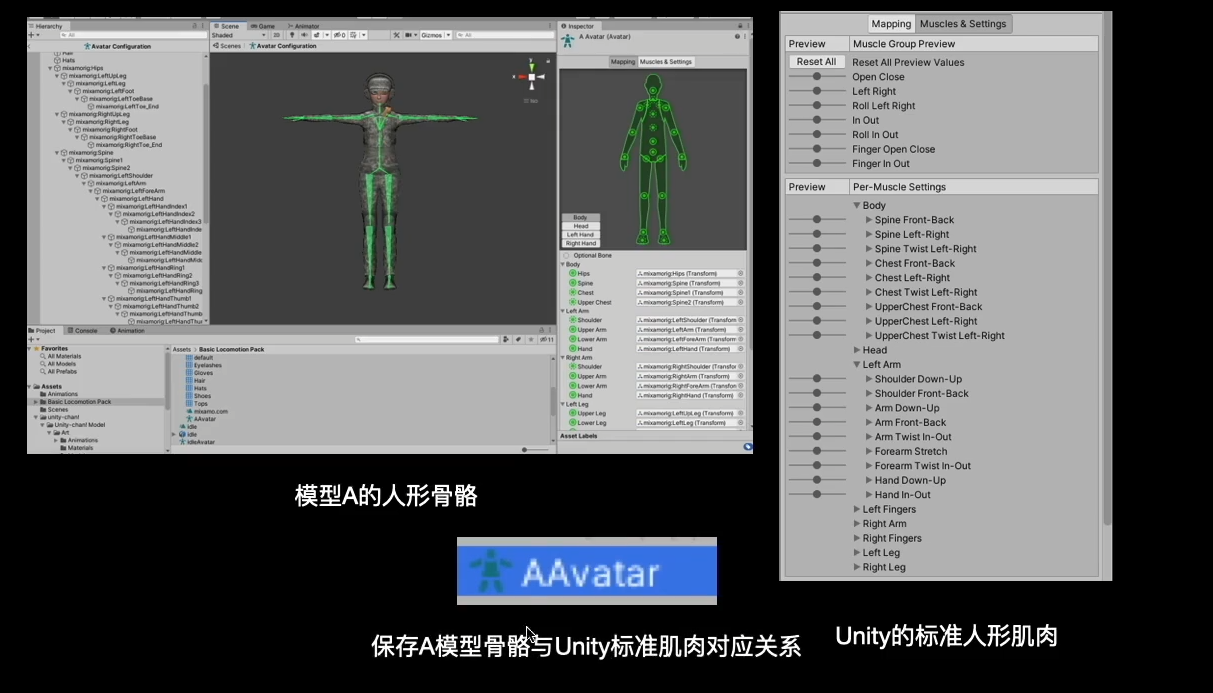 Hierarchy
All
Avatar Configuration
Hair
Hats
mixamorig:Hips
mixamorig:LeftUpLeg
mixamorig:LeftLeg
mixamorig:LeftFoot
mixamorig:LeftToeBase
mixamorig:LeftToe_End
mixamorig:RightUpLeg
mixamorig:RightLeg
mixamorig:RightFoot
mixamorig:RightToeBase
mixamorig:RightToe_End
mixamorig:Spine
mixamorig:Spine1
mixamorig:Spine2
mixamorig:LeftShoulder
mixamorig:LeftArm
mixamorig:LeftForeArm
mixamorig:LeftHand
mixamorig:LeftHandIndex1
mixamorig:LeftHandIndex2
mixamorig:LeftHandIndex3
mixamorig:LeftHandInde
mixamorig:LeftHandMiddle1
mixamorig:LeftHandMiddle2
mixamorig:LeftHandMiddle
mixamorig:LeftHandMidc
mixamorig:LeftHandRing1
mixamorig:LeftHandRing2
mixamorig:LeftHandRing3
mixamorig:LeftHandRing
mixamorig:LeftHandThumb1
mixamorig:LeftHandThumb2
mixamorig:LeftHandThumb
mixamorig:LeftHandThu
Scene Game Animator
Shaded 2D Gizmos All
Scenes Avatar Configuration
y
x
Iso
Inspector
A Avatar (Avatar)
Mapping Muscles & Settings
Body
Head
Left Hand
Right Hand
Optional Bone
Body
Hips mixamorig:Hips (Transform)
Spine mixamorig:Spine (Transform)
Chest mixamorig:Spine1 (Transform)
Upper Chest mixamorig:Spine2 (Transform)
Left Arm
Shoulder mixamorig:LeftShoulder (Transform
Upper Arm mixamorig:LeftArm (Transform)
Lower Arm mixamorig:LeftForeArm (Transform
Hand mixamorig:LeftHand (Transform)
Right Arm
Shoulder mixamorig:RightShoulder (Transfor
Upper Arm mixamorig:RightArm (Transform)
Lower Arm mixamorig:RightForeArm (Transfor
Hand mixamorig:RightHand (Transform)
Left Leg
Upper Leg mixamorig:LeftUpLeg (Transform)
Lower Leg mixamorig:LeftLeg (Transform)
Asset Labels
Project Console Animation
11
Favorites
All Materials
All Models
All Prefabs
Assets
Animations
Basic Locomotion Pack
Scenes
unity-chan!
Unity-chan! Model
Art
Animations
Materials
Assets > Basic Locomotion Pack
default
Eyelashes
Gloves
Hair
Hats
Shoes
Tops
mixamo.com
AAvatar
idle
idle
idleAvatar
Mapping Muscles & Settings
Preview Muscle Group Preview
Reset All Reset All Preview Values
Open Close
Left Right
Roll Left Right
In Out
Roll In Out
Finger Open Close
Finger In Out
Preview Per-Muscle Settings
Body
Spine Front-Back
Spine Left-Right
Spine Twist Left-Right
Chest Front-Back
Chest Left-Right
Chest Twist Left-Right
UpperChest Front-Back
UpperChest Left-Right
UpperChest Twist Left-Right
Head
Left Arm
Shoulder Down-Up
Shoulder Front-Back
Arm Down-Up
Arm Front-Back
Arm Twist In-Out
Forearm Stretch
Forearm Twist In-Out
Hand Down-Up
Hand In-Out
Left Fingers
Right Arm
Right Fingers
Left Leg
Right Leg
模型A的人形骨骼
AAvatar
保存A模型骨骼与Unity标准肌肉对应关系
Unity的标准人形肌肉